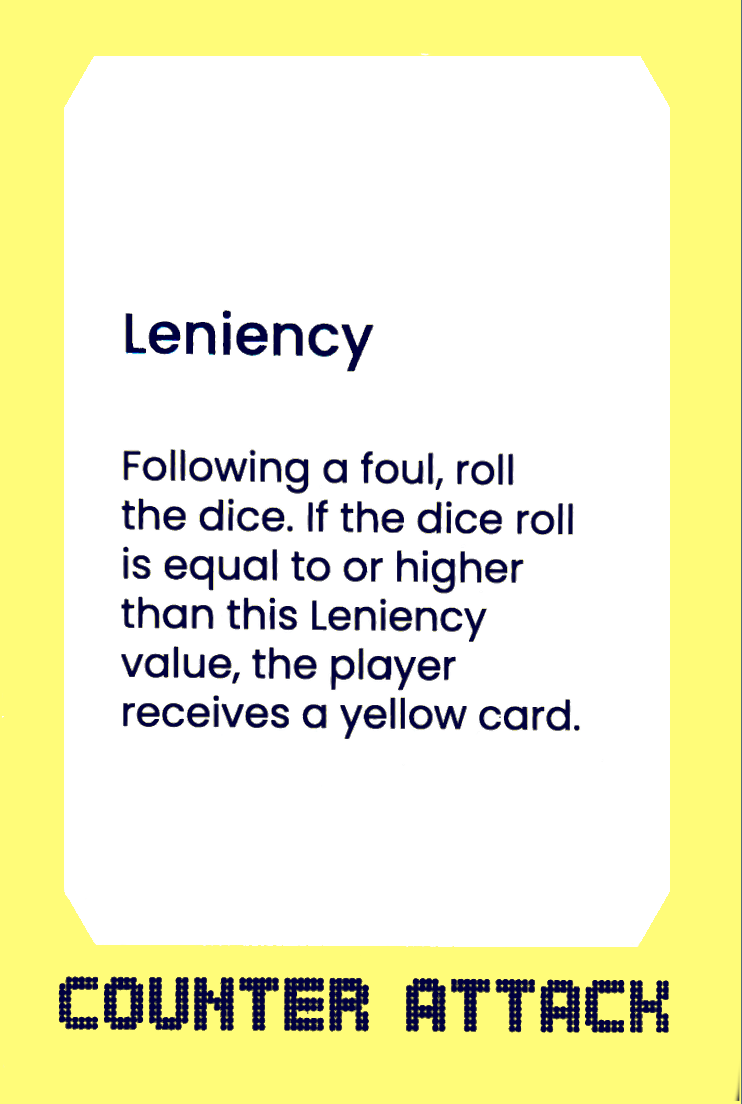 Leniency
Following a foul, roll
the dice. If the dice roll
is equal to or higher
than this Leniency
value, the player
receives a yellow card.
COUNTER ATTACK